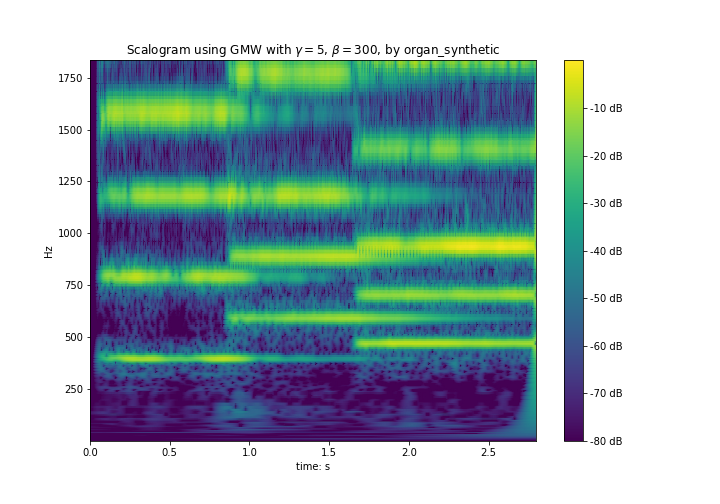 Scalogram using GMW with γ = 5, β = 300, by organ_synthetic
1750
1500
1250
1000
750
500
250
Hz
0.0
0.5
1.0
1.5
2.0
2.5
time: s
-10 dB
-20 dB
-30 dB
-40 dB
-50 dB
-60 dB
-70 dB
-80 dB